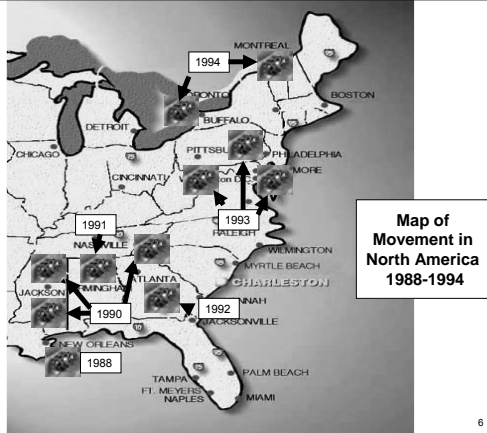 MONTREAL
1994
BOSTON
BUFFALO
DETROIT
CHICAGO
PHILADELPHIA
MORE
CINCINNATI
1991
1993
NASHVILLE
RALEIGH
WILMINGTON
MYRTLE BEACH
ATLANTA
CHARLESTON
JACKSON
1990
1992
NNAH
JACKSONVILLE
NEW ORLEANS
1988
TAMPA
PALM BEACH
FT. MEYERS
NAPLES
MIAMI
Map of
Movement in
North America
1988-1994
6